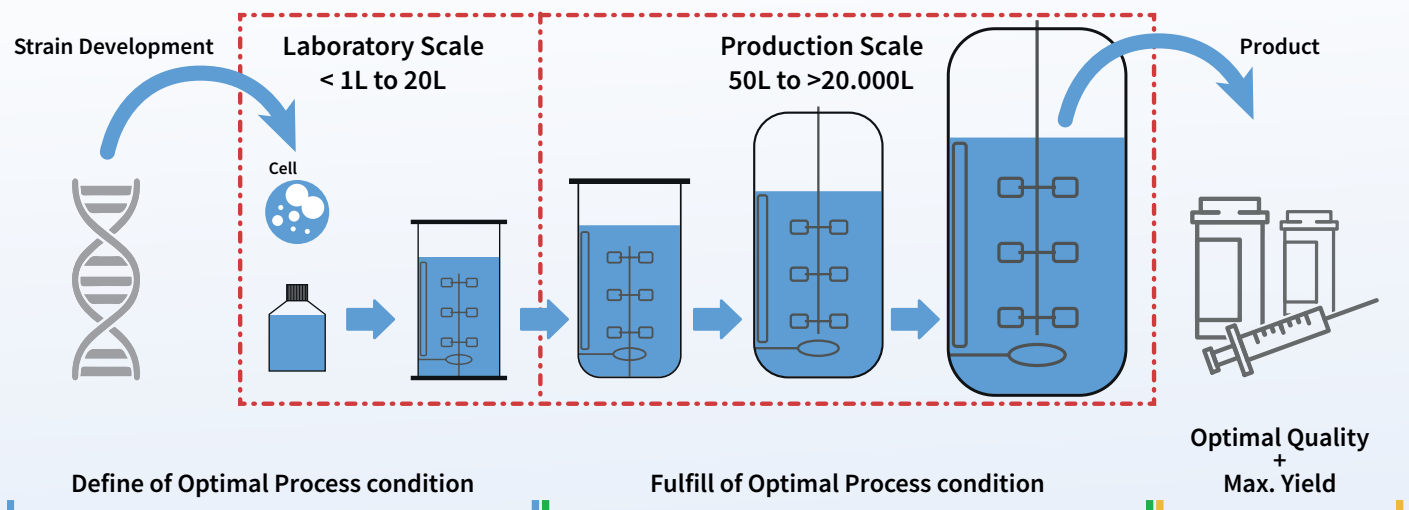 Strain Development
Laboratory Scale
< 1L to 20L
Production Scale
50L to >20.000L
Product
Cell
Optimal Quality
+
Max. Yield
Define of Optimal Process condition
Fulfill of Optimal Process condition